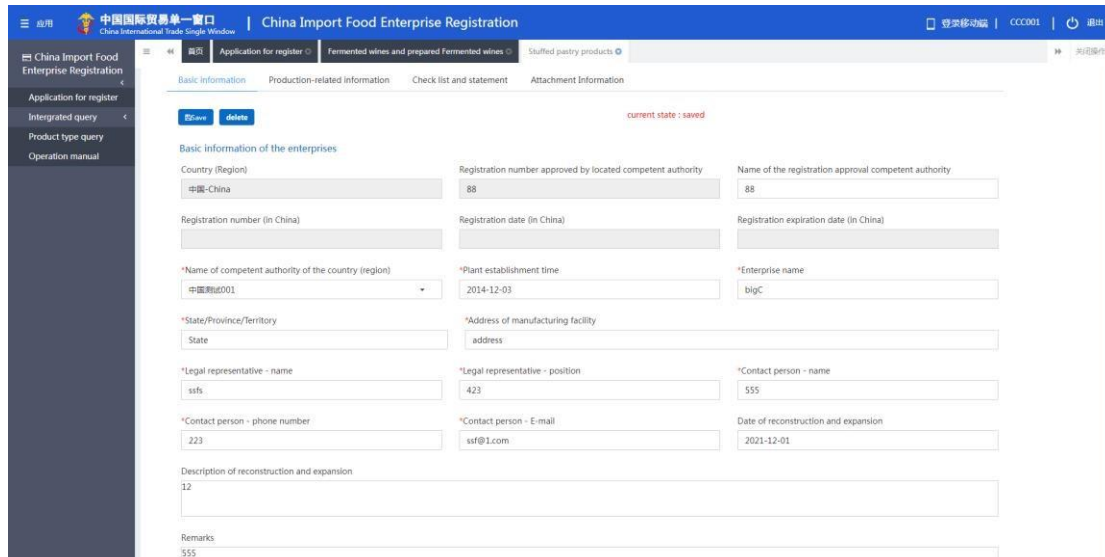 应用
中国国际贸易单一窗口
China International Trade Single Window
China Import Food Enterprise Registration
登录移动端
CCC001
退出
China Import Food Enterprise Registration
Application for register
Intergrated query
Product type query
Operation manual
首页
Application for register
Fermented wines and prepared Fermented wines
Stuffed pastry products
关闭操作
Basic information
Production-related information
Check list and statement
Attachment Information
Save
delete
current state : saved
Basic information of the enterprises
Country (Region)
Registration number approved by located competent authority
Name of the registration approval competent authority
中国-China
88
88
Registration number (in China)
Registration date (in China)
Registration expiration date (in China)
*Name of competent authority of the country (region)
*Plant establishment time
*Enterprise name
中国测试001
2014-12-03
bigC
*State/Province/Territory
*Address of manufacturing facility
State
address
*Legal representative - name
*Legal representative - position
*Contact person - name
ssfs
423
555
*Contact person - phone number
*Contact person - E-mail
Date of reconstruction and expansion
223
ssf@1.com
2021-12-01
Description of reconstruction and expansion
12
Remarks
555